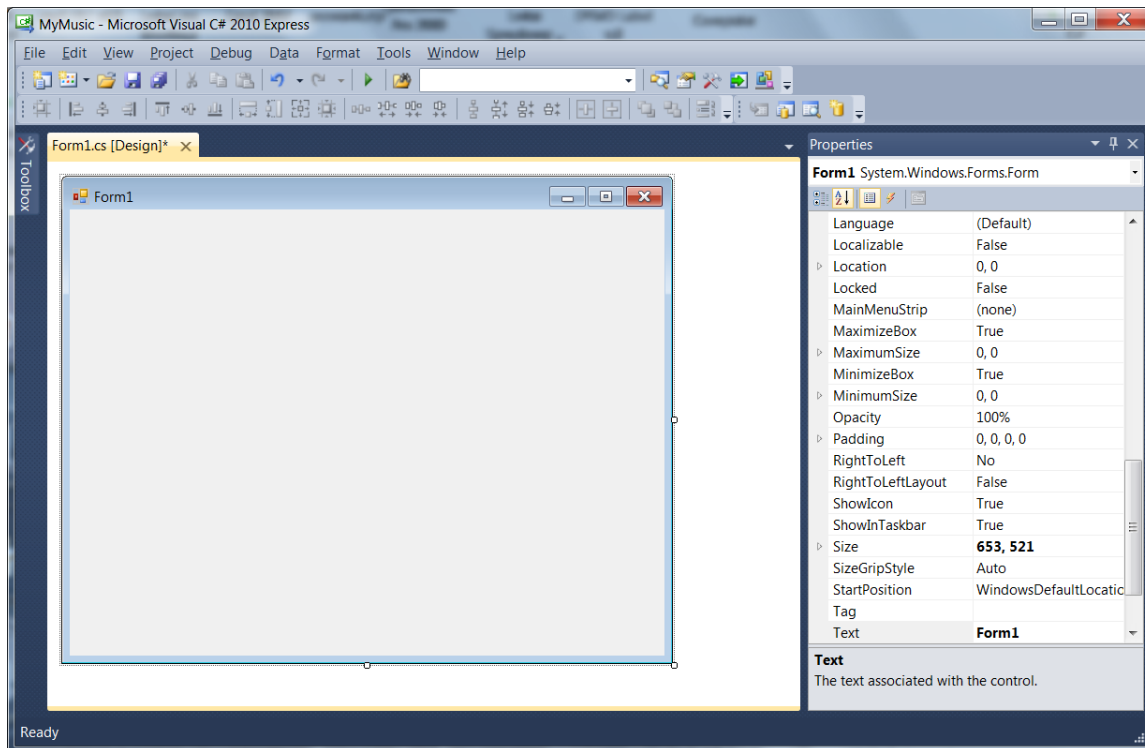 MyMusic - Microsoft Visual C# 2010 Express
File Edit View Project Debug Data Format Tools Window Help
Toolbox
Form1.cs [Design]*
Form1
Properties
Form1 System.Windows.Forms.Form
Language (Default)
Localizable False
Location 0, 0
Locked False
MainMenuStrip (none)
MaximizeBox True
MaximumSize 0, 0
MinimizeBox True
MinimumSize 0, 0
Opacity 100%
Padding 0, 0, 0, 0
RightToLeft No
RightToLeftLayout False
ShowIcon True
ShowInTaskbar True
Size 653, 521
SizeGripStyle Auto
StartPosition WindowsDefaultLocatic
Tag
Text Form1
Text
The text associated with the control.
Ready